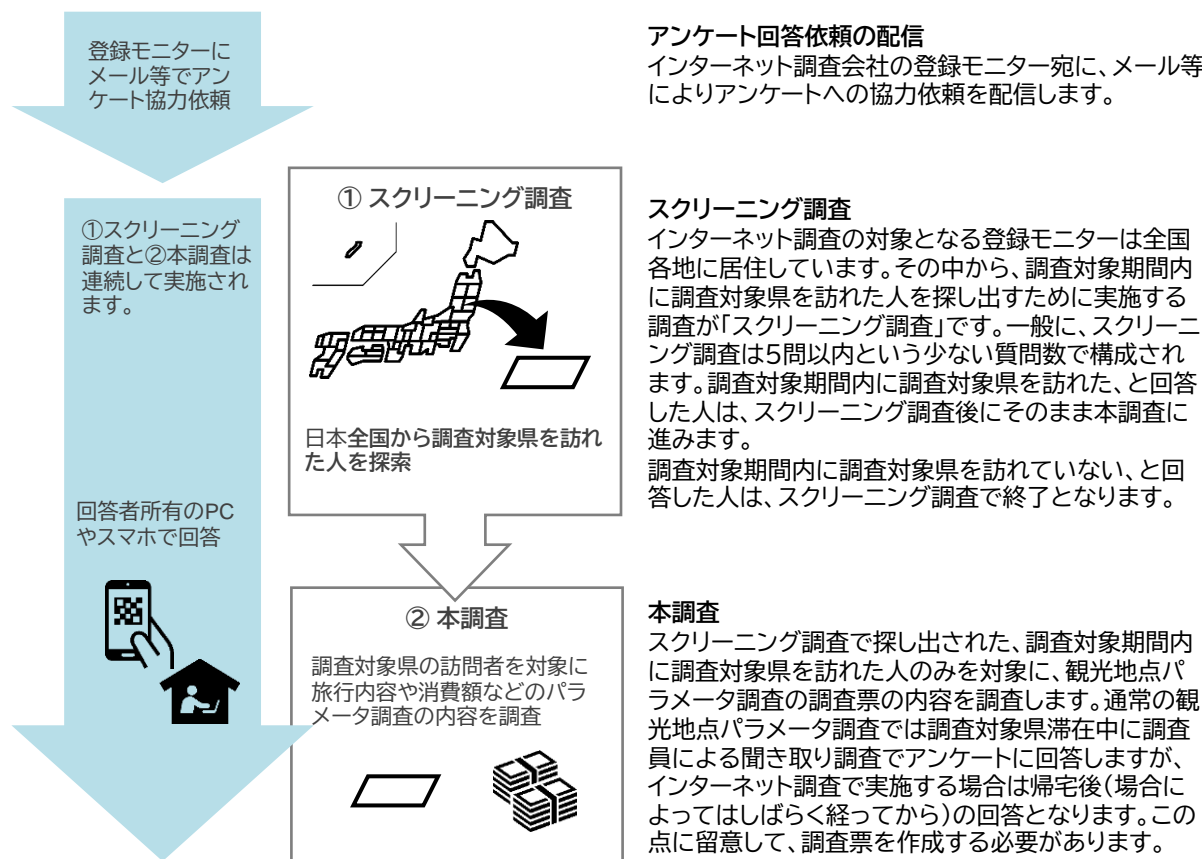 登録モニターに
メール等でアン
ケート協力依頼
アンケート回答依頼の配信
インターネット調査会社の登録モニター宛に、メール等
によりアンケートへの協力依頼を配信します。
①スクリーニング
調査と②本調査は
連続して実施され
ます。
回答者所有のPC
やスマホで回答
① スクリーニング調査
日本全国から調査対象県を訪れ
た人を探索
スクリーニング調査
インターネット調査の対象となる登録モニターは全国
各地に居住しています。その中から、調査対象期間内
に調査対象県を訪れた人を探し出すために実施する
調査が「スクリーニング調査」です。一般に、スクリーニ
ング調査は5問以内という少ない質問数で構成され
ます。調査対象期間内に調査対象県を訪れた、と回答
した人は、スクリーニング調査後にそのまま本調査に
進みます。
調査対象期間内に調査対象県を訪れていない、と回
答した人は、スクリーニング調査で終了となります。
② 本調査
調査対象県の訪問者を対象に
旅行内容や消費額などのパラ
メータ調査の内容を調査
本調査
スクリーニング調査で探し出された、調査対象期間内
に調査対象県を訪れた人のみを対象に、観光地点パ
ラメータ調査の調査票の内容を調査します。通常の観
光地点パラメータ調査では調査対象県滞在中に調査
員による聞き取り調査でアンケートに回答しますが、
インターネット調査で実施する場合は帰宅後(場合に
よってはしばらく経ってから)の回答となります。この
点に留意して、調査票を作成する必要があります。